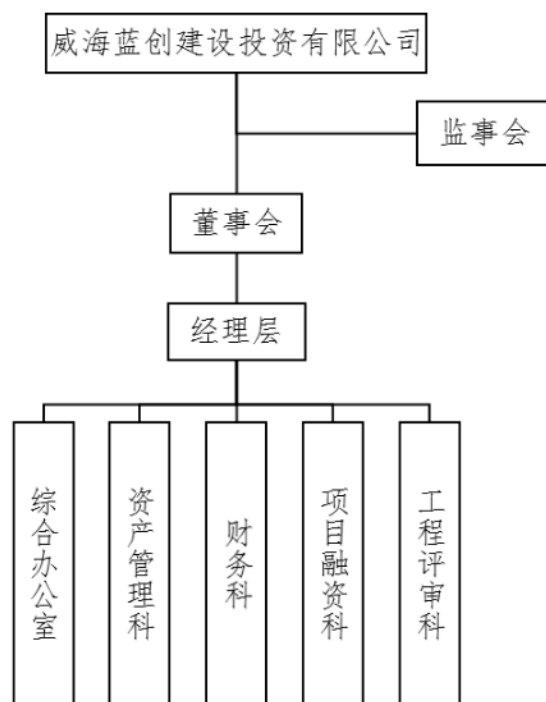 威海蓝创建设投资有限公司
监事会
董事会
经理层
综合办公室
资产管理科
财务科
项目融资科
工程评审科